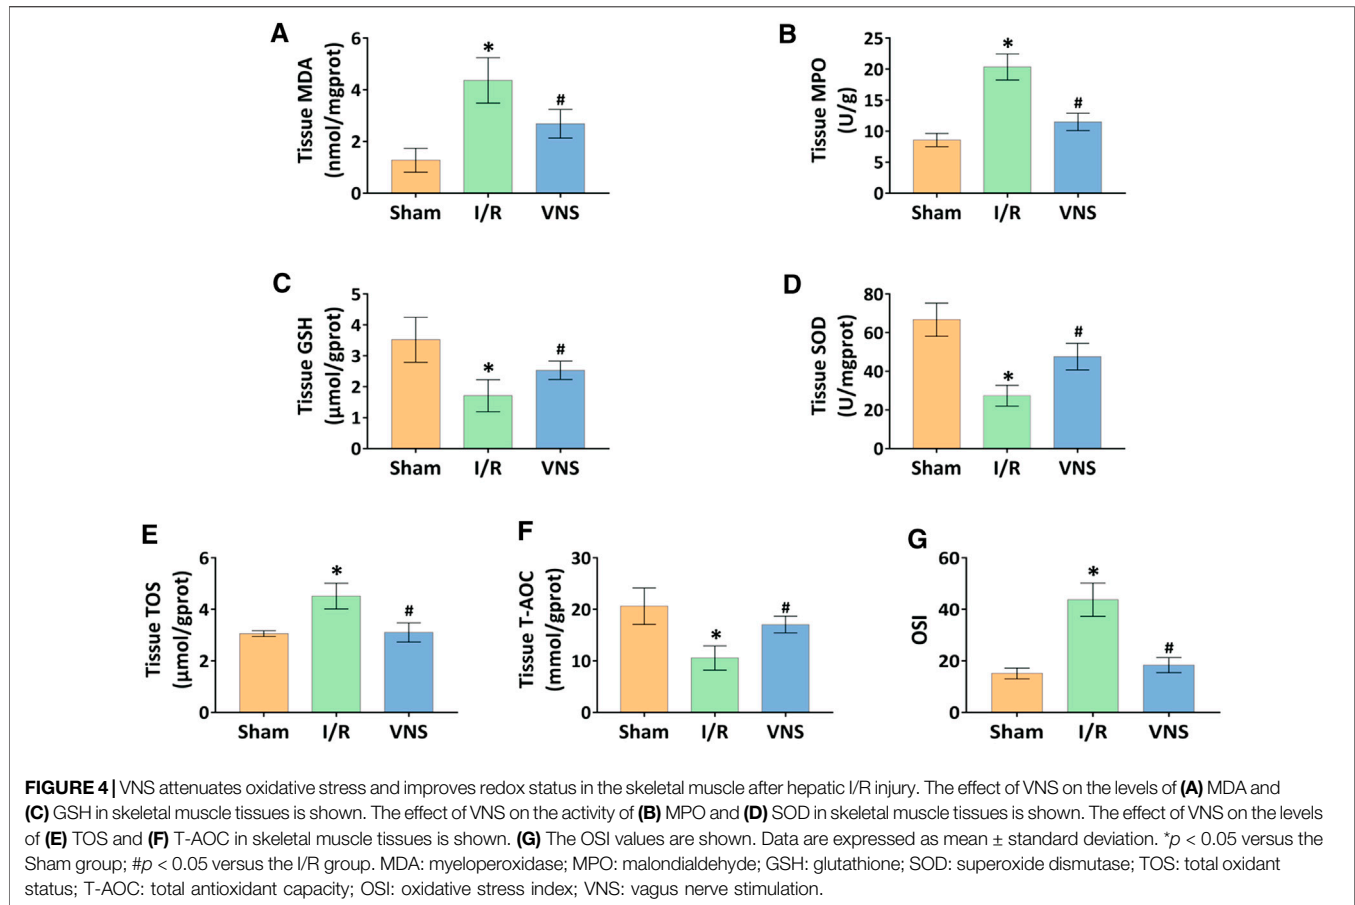 A
Tissue MDA
(nmol/mgprot)
6
4
2
0
*
#
Sham I/R VNS
B
Tissue MPO
(U/g)
25
20
15
10
5
0
*
#
Sham I/R VNS
C
Tissue GSH
(μmol/gprot)
5
4
3
2
1
0
*
#
Sham I/R VNS
D
Tissue SOD
(U/mgprot)
80
60
40
20
0
*
#
Sham I/R VNS
E
Tissue TOS
(μmol/gprot)
6
4
2
0
*
#
Sham I/R VNS
F
Tissue T-AOC
(mmol/gprot)
30
20
10
0
*
#
Sham I/R VNS
G
OSI
60
40
20
0
*
#
Sham I/R VNS
FIGURE 4 | VNS attenuates oxidative stress and improves redox status in the skeletal muscle after hepatic I/R injury. The effect of VNS on the levels of (A) MDA and
(C) GSH in skeletal muscle tissues is shown. The effect of VNS on the activity of (B) MPO and (D) SOD in skeletal muscle tissues is shown. The effect of VNS on the levels
of (E) TOS and (F) T-AOC in skeletal muscle tissues is shown. (G) The OSI values are shown. Data are expressed as mean ± standard deviation. *p < 0.05 versus the
Sham group; #p < 0.05 versus the I/R group. MDA: myeloperoxidase; MPO: malondialdehyde; GSH: glutathione; SOD: superoxide dismutase; TOS: total oxidant
status; T-AOC: total antioxidant capacity; OSI: oxidative stress index; VNS: vagus nerve stimulation.